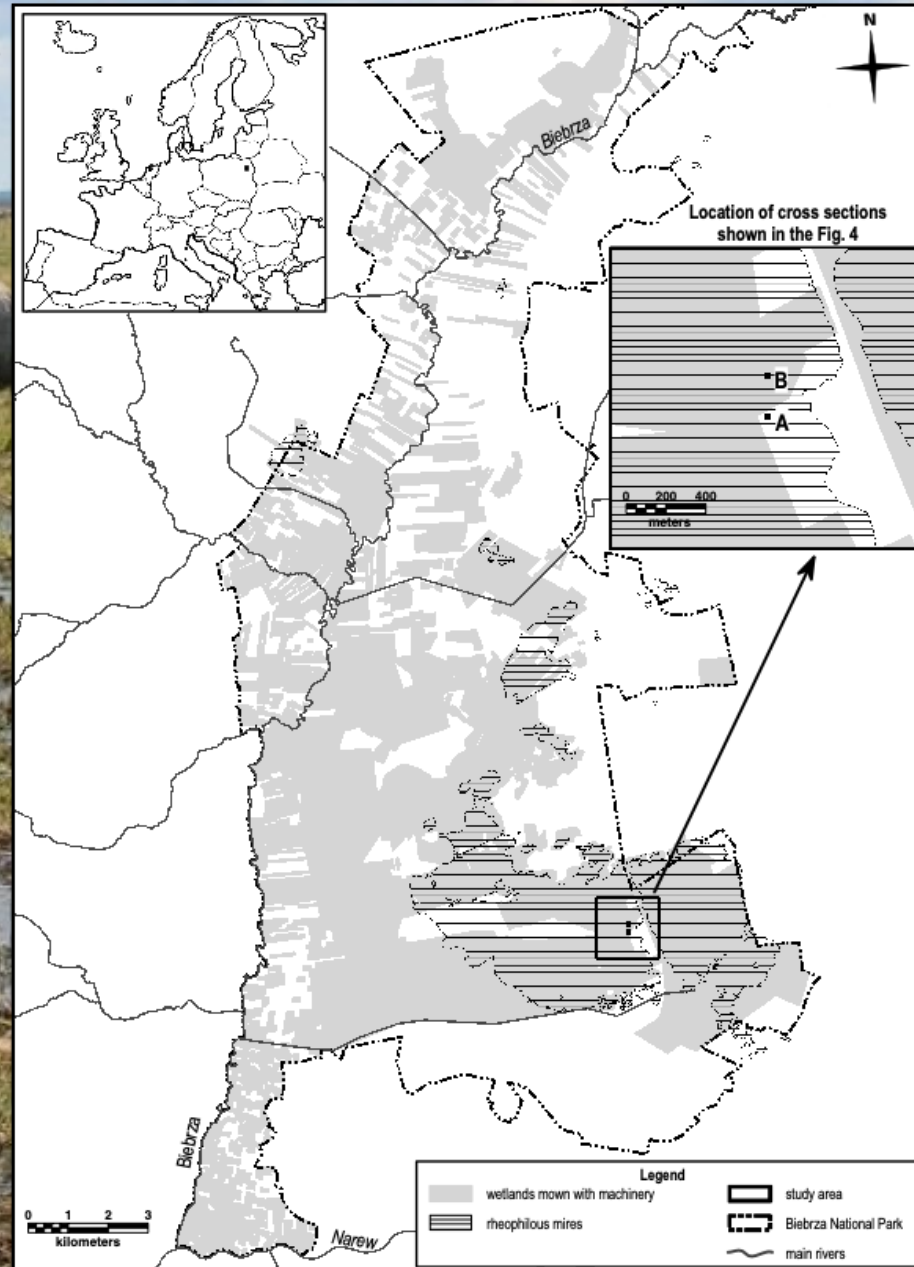 N
Biebrza
Location of cross sections
shown in the Fig. 4
B
A
0 200 400
meters
Biebrza
0 1 2 3
kilometers
Narew
Legend
wetlands mown with machinery
study area
rheophilous mires
Biebrza National Park
main rivers